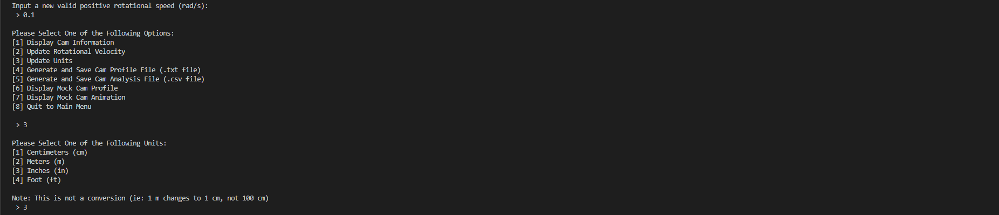 Input a new valid positive rotational speed (rad/s):
> 0.1
Please Select One of the Following Options:
[1] Display Cam Information
[2] Update Rotational Velocity
[3] Update Units
[4] Generate and Save Cam Profile File (.txt file)
[5] Generate and Save Cam Analysis File (.csv file)
[6] Display Mock Cam Profile
[7] Display Mock Cam Animation
[8] Quit to Main Menu
> 3
Please Select One of the Following Units:
[1] Centimeters (cm)
[2] Meters (m)
[3] Inches (in)
[4] Foot (ft)
Note: This is not a conversion (ie: 1 m changes to 1 cm, not 100 cm)
> 3